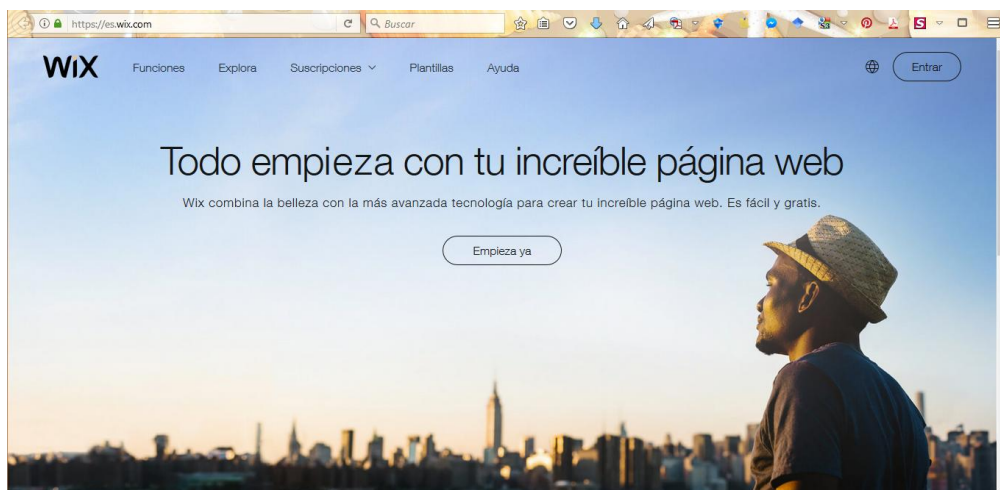 https://es.wix.com
Buscar
WiX
Funciones
Explora
Suscripciones
Plantillas
Ayuda
Entrar
Todo empieza con tu increíble página web
Wix combina la belleza con la más avanzada tecnología para crear tu increíble página web. Es fácil y gratis.
Empieza ya